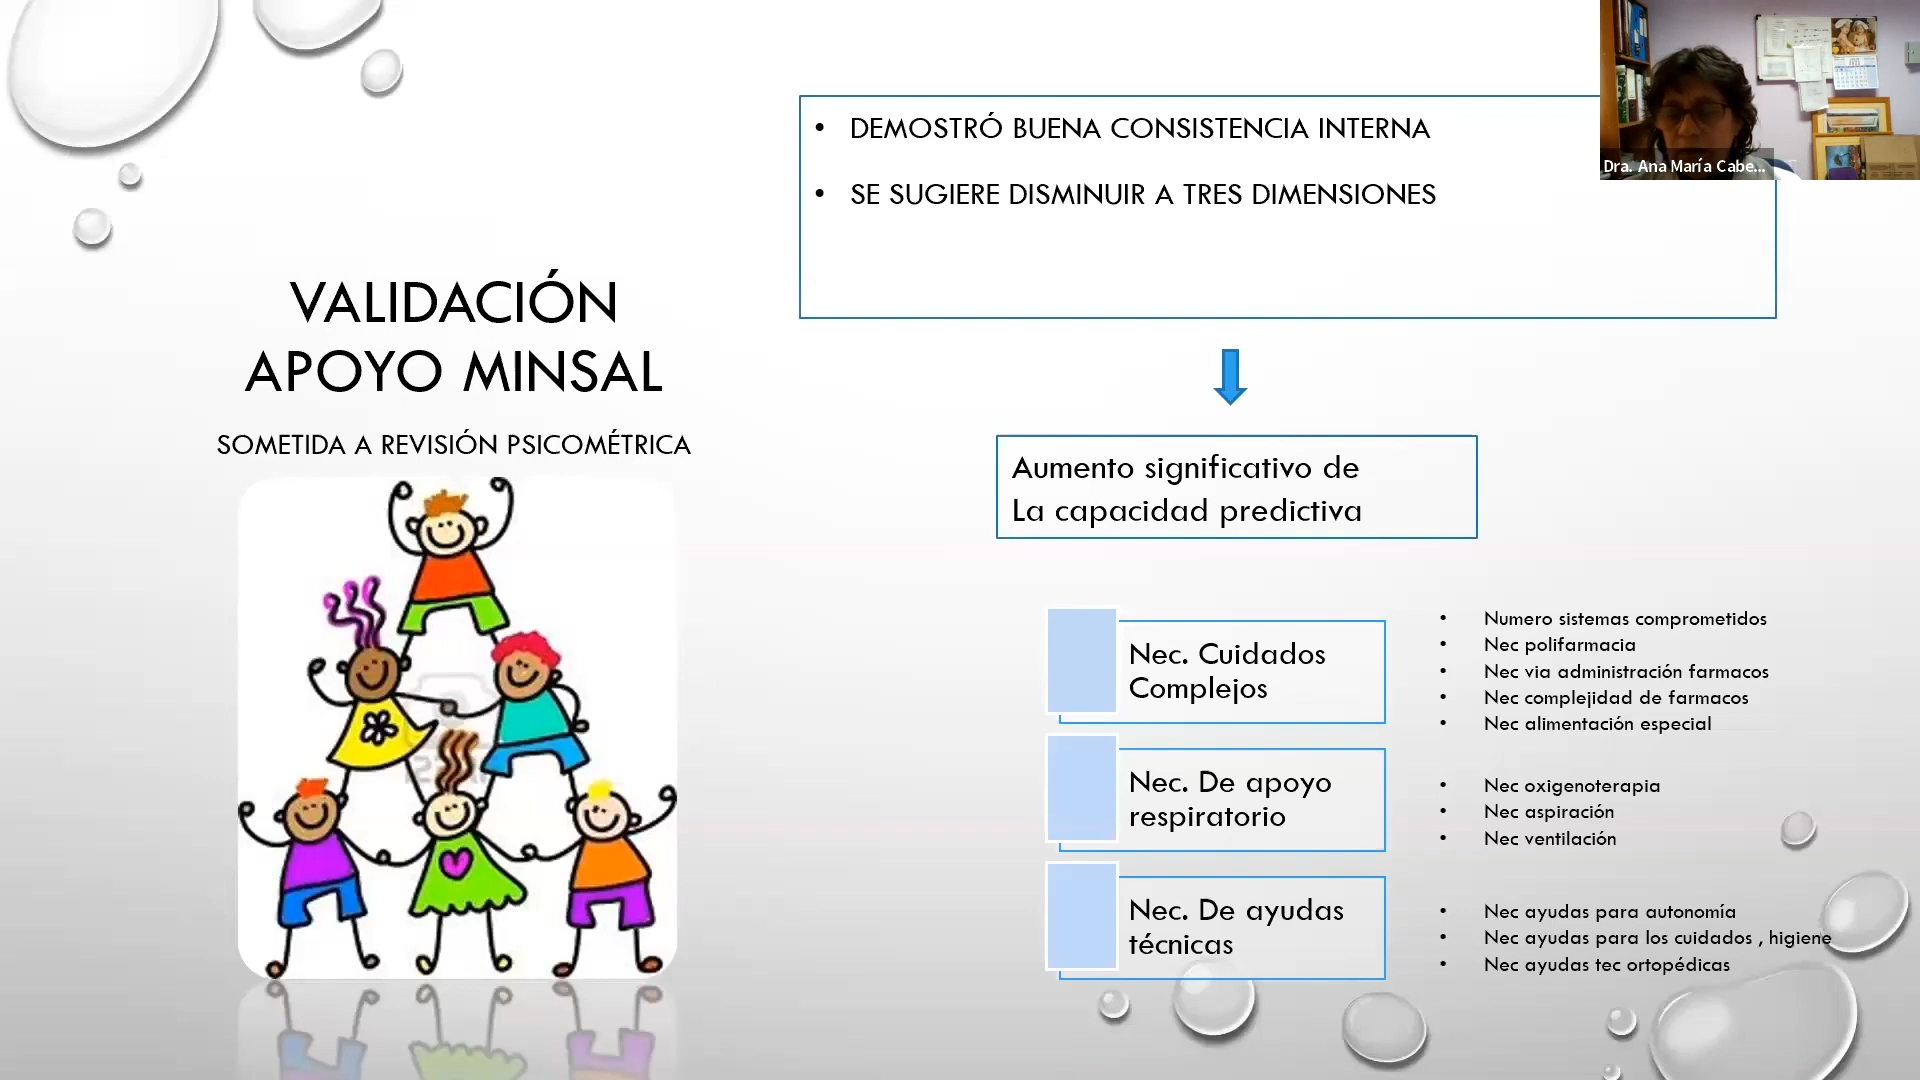 VALIDACIÓN
APOYO MINSAL
SOMETIDA A REVISIÓN PSICOMÉTRICA
• DEMOSTRÓ BUENA CONSISTENCIA INTERNA
• SE SUGIERE DISMINUIR A TRES DIMENSIONES
Dra. Ana María Cabe...
Aumento significativo de
La capacidad predictiva
Nec. Cuidados
Complejos
• Numero sistemas comprometidos
• Nec polifarmacia
• Nec via administración farmacos
• Nec complejidad de farmacos
• Nec alimentación especial
Nec. De apoyo
respiratorio
• Nec oxigenoterapia
• Nec aspiración
• Nec ventilación
Nec. De ayudas
técnicas
• Nec ayudas para autonomía
• Nec ayudas para los cuidados , higiene
• Nec ayudas tec ortopédicas